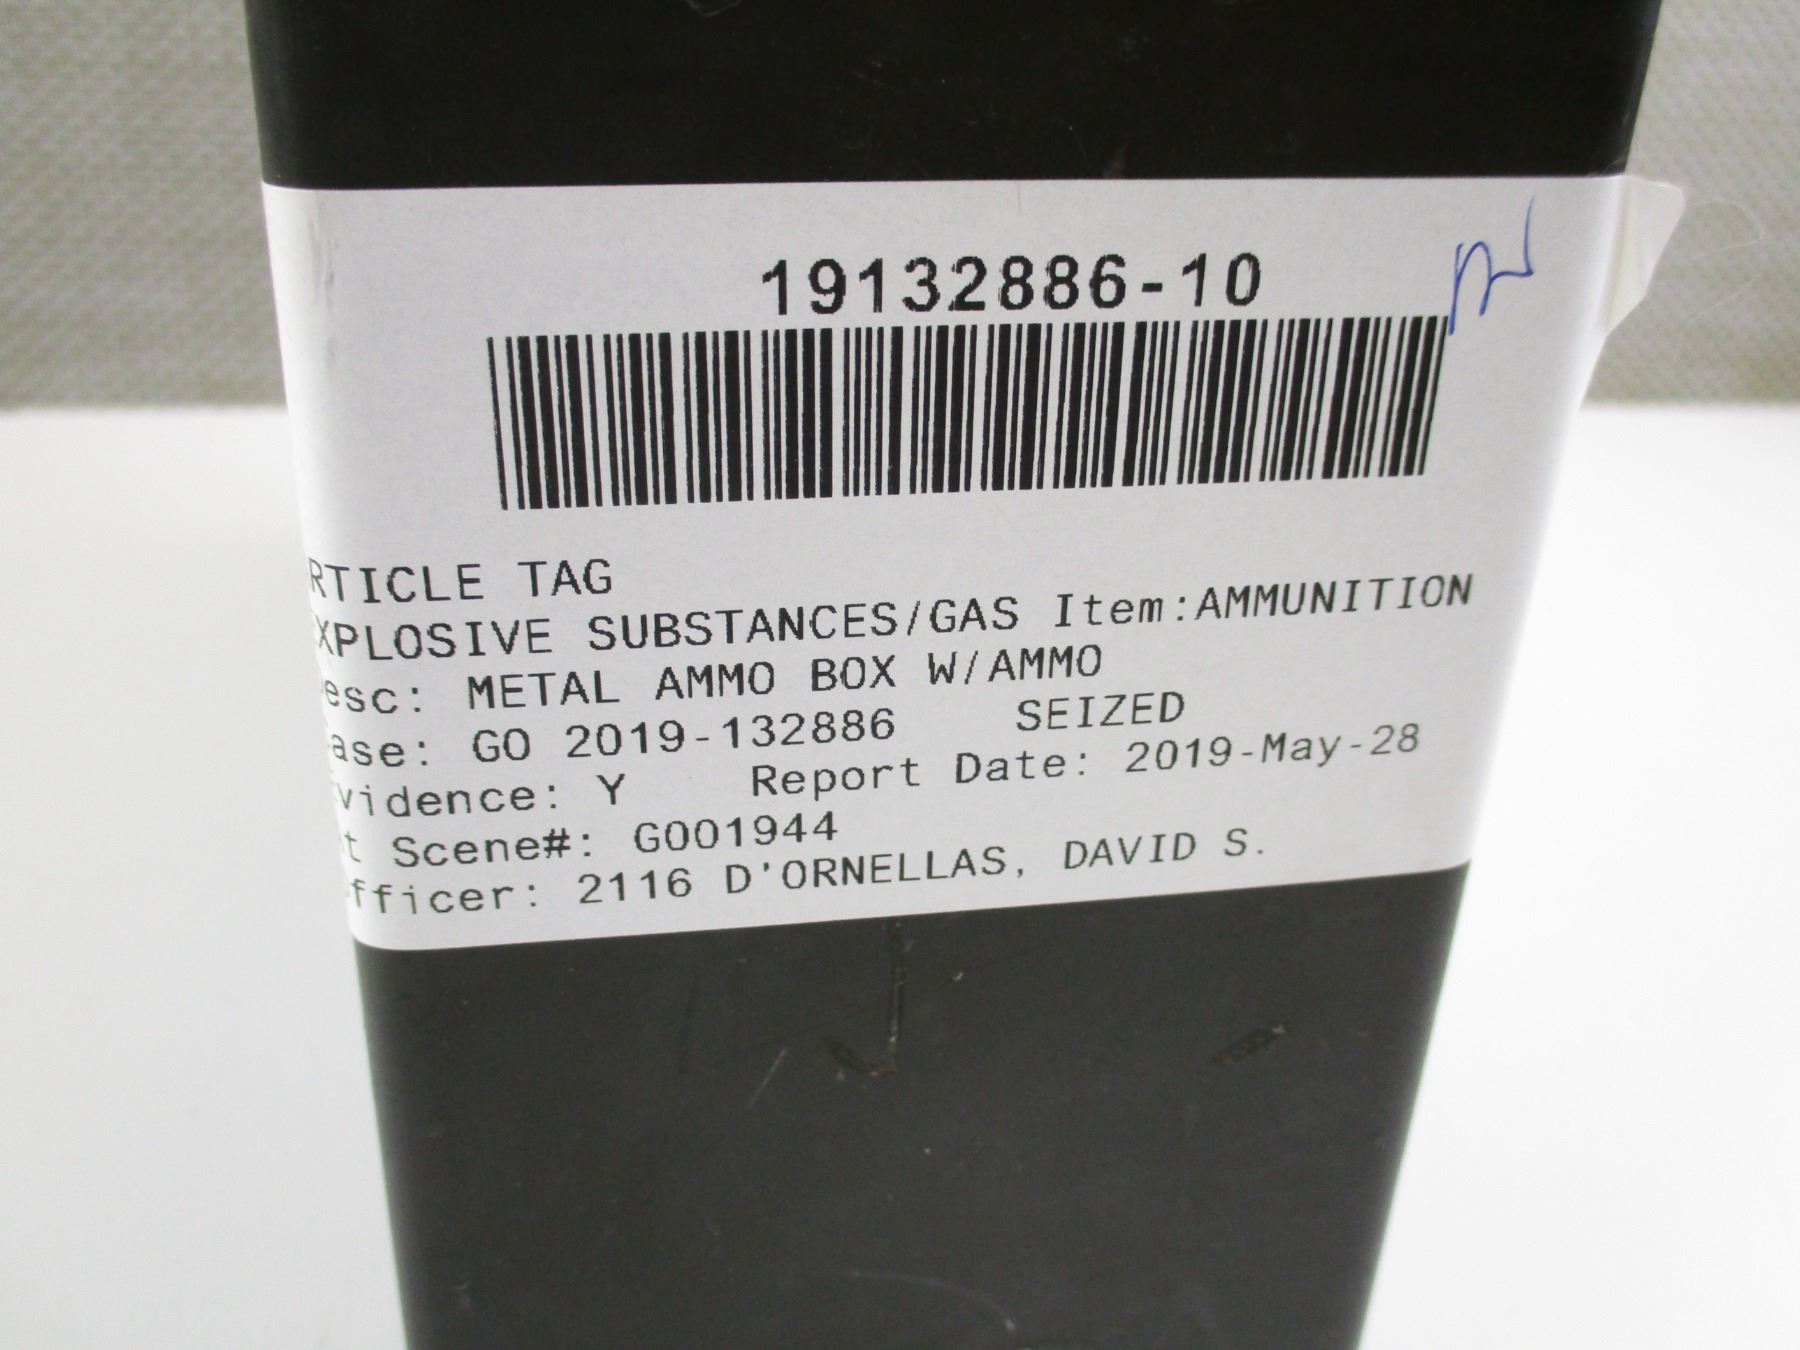 19132886-10
RTICLE TAG
XPLOSIVE SUBSTANCES/GAS Item:AMMUNITION
esc: METAL AMMO BOX W/AMMO
ase: GO 2019-132886 SEIZED
vidence: Y Report Date: 2019-May-28
t Scene#: G001944
fficer: 2116 D'ORNELLAS, DAVID S.